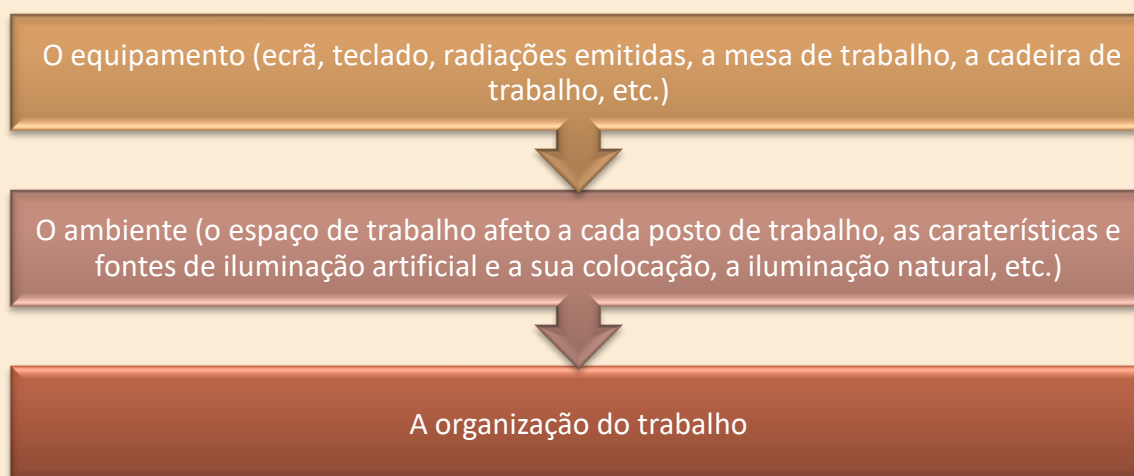 O equipamento (ecrã, teclado, radiações emitidas, a mesa de trabalho, a cadeira de
trabalho, etc.)
O ambiente (o espaço de trabalho afeto a cada posto de trabalho, as caraterísticas e
fontes de iluminação artificial e a sua colocação, a iluminação natural, etc.)
A organização do trabalho